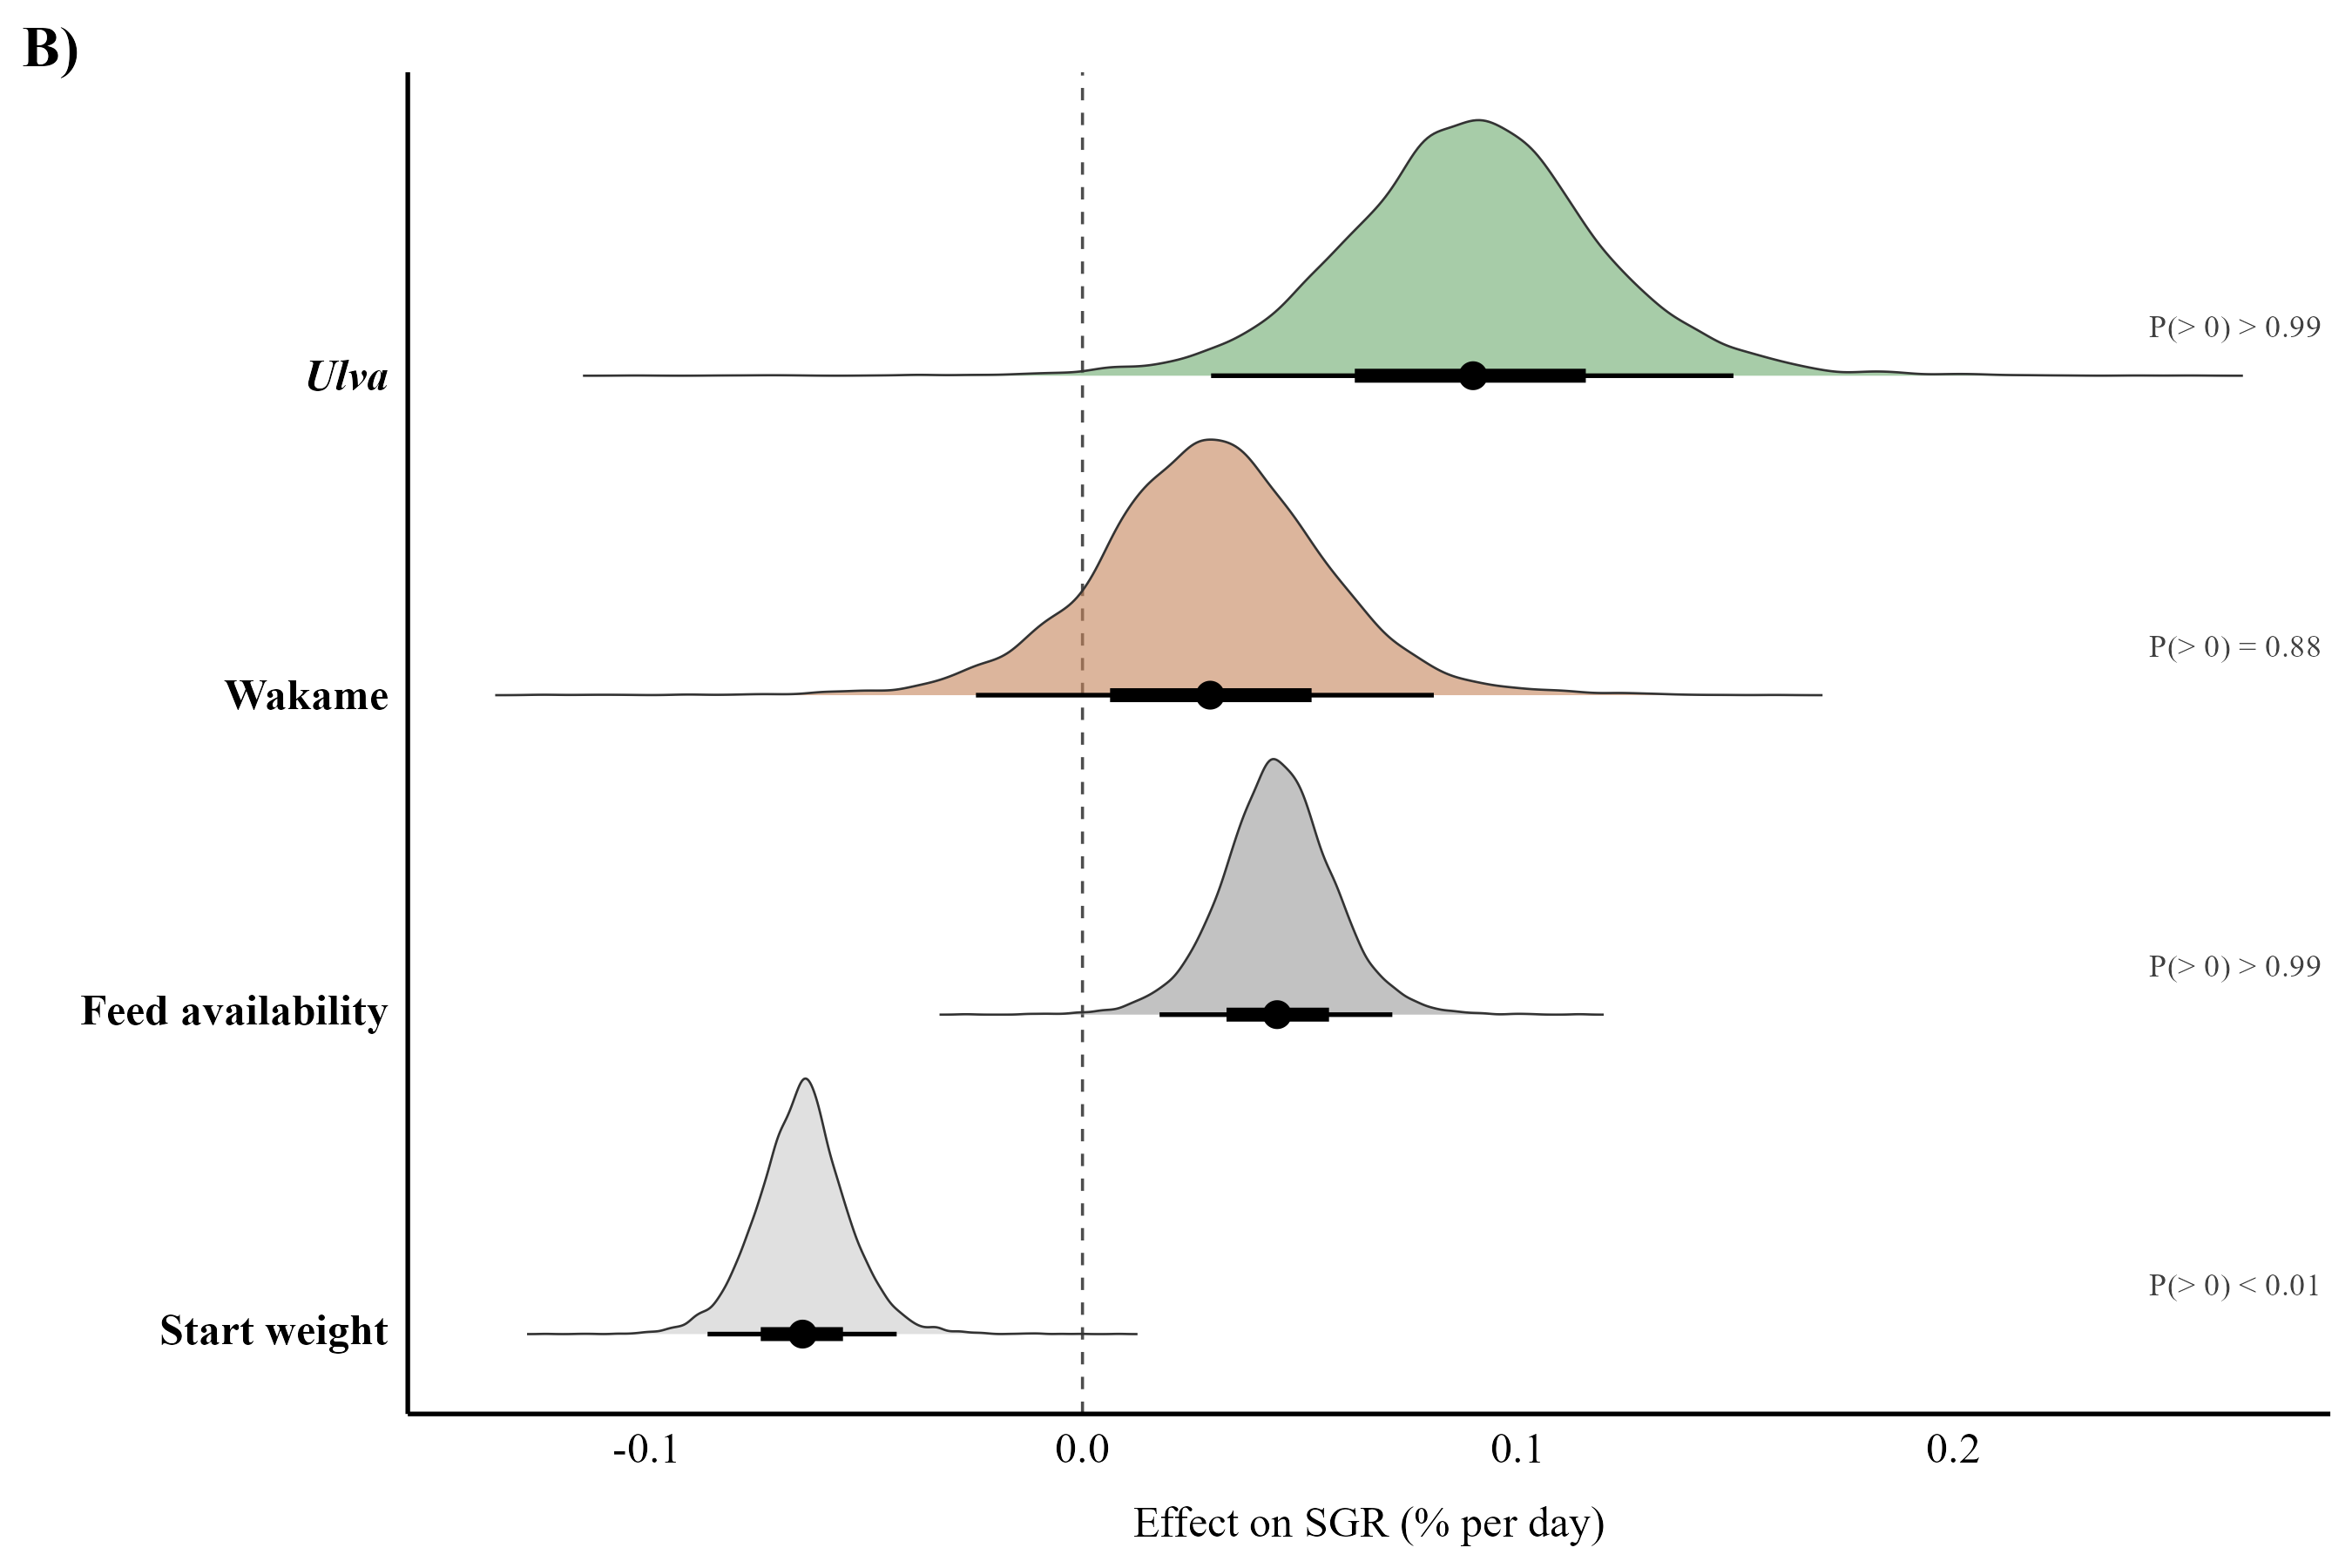 B)
Ulva
P(> 0) > 0.99
Wakame
P(> 0) = 0.88
Feed availability
P(> 0) > 0.99
Start weight
P(> 0) < 0.01
-0.1 0.0 0.1 0.2
Effect on SGR (% per day)